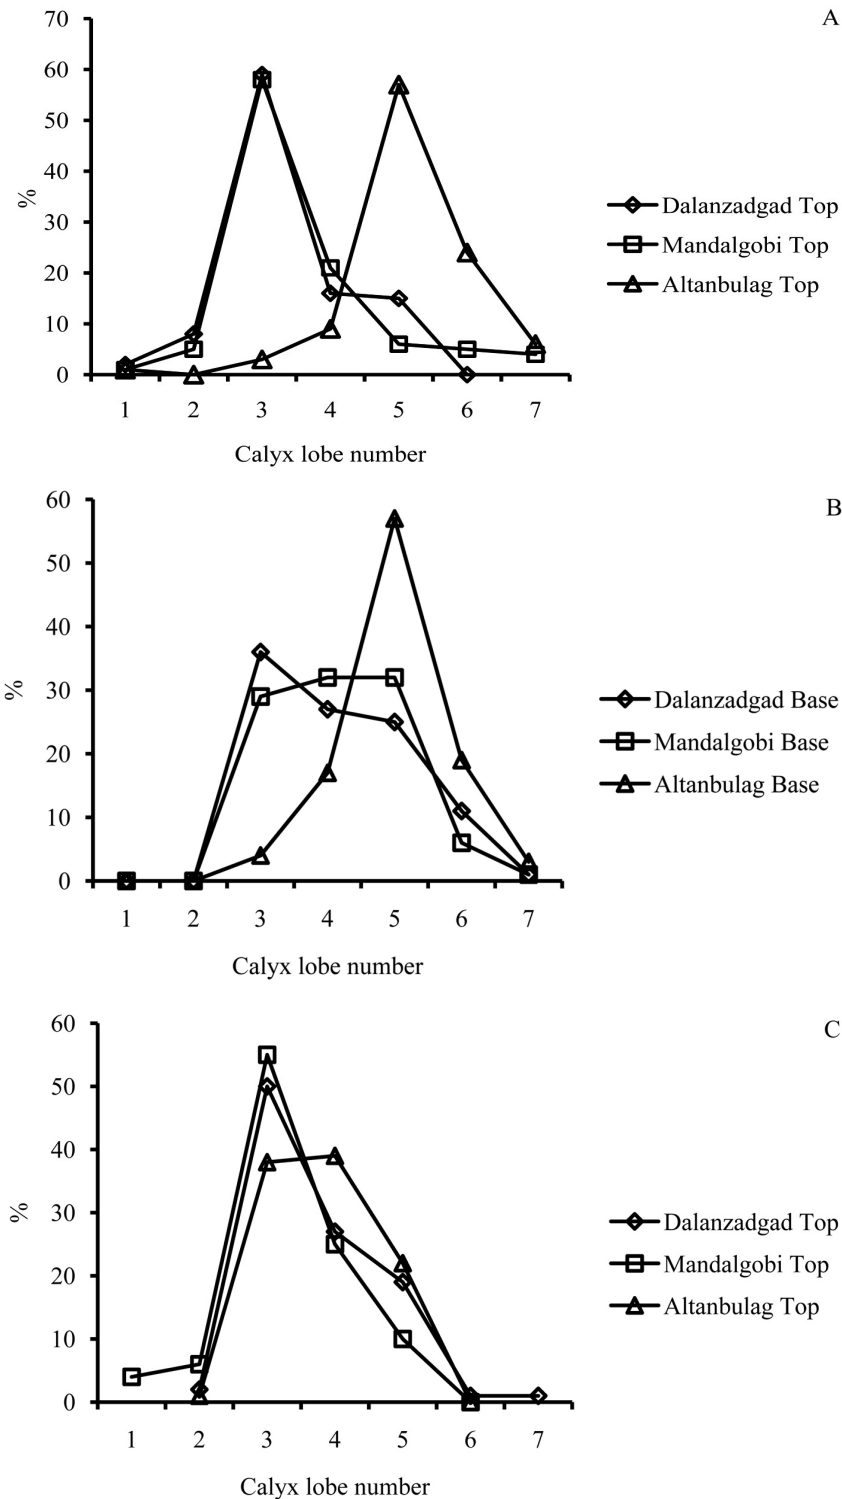 A
70
60
50
40
30
20
10
0
%
1 2 3 4 5 6 7
Calyx lobe number
Dalanzadgad Top
Mandalgobi Top
Altanbulag Top
B
60
50
40
30
20
10
0
%
1 2 3 4 5 6 7
Calyx lobe number
Dalanzadgad Base
Mandalgobi Base
Altanbulag Base
C
60
50
40
30
20
10
0
%
1 2 3 4 5 6 7
Calyx lobe number
Dalanzadgad Top
Mandalgobi Top
Altanbulag Top